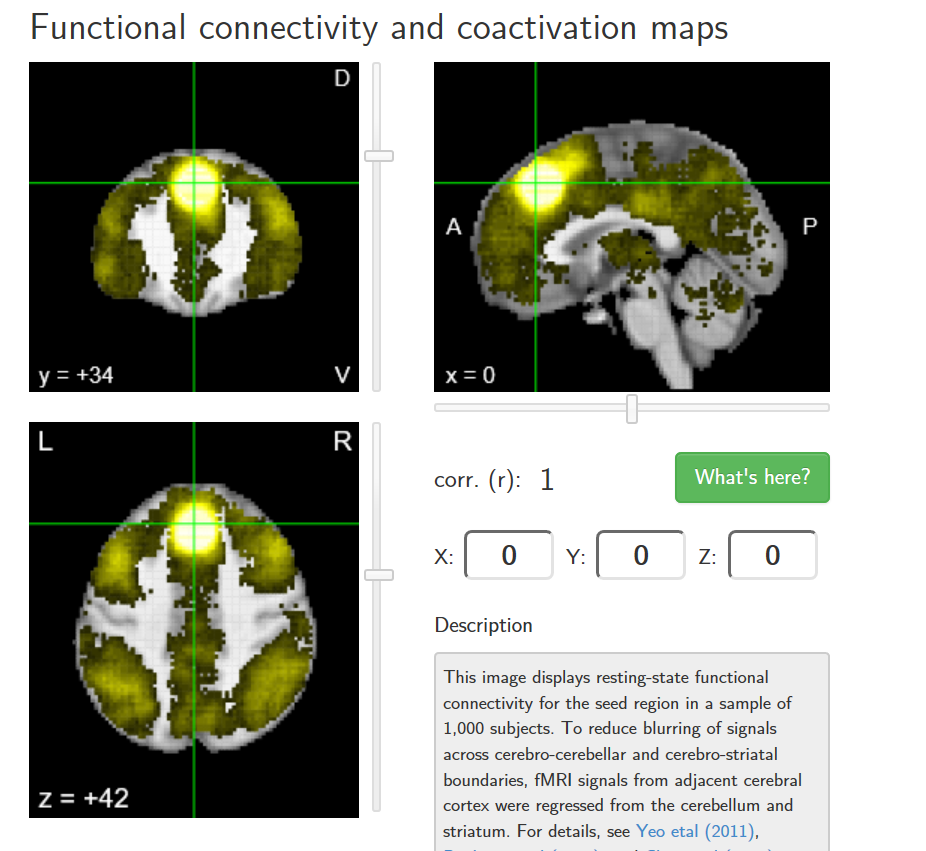 Functional connectivity and coactivation maps
D
y = +34
V
A
P
x = 0
L
R
z = +42
corr. (r): 1
What's here?
X: 0 Y: 0 Z: 0
Description
This image displays resting-state functional
connectivity for the seed region in a sample of
1,000 subjects. To reduce blurring of signals
across cerebro-cerebellar and cerebro-striatal
boundaries, fMRI signals from adjacent cerebral
cortex were regressed from the cerebellum and
striatum. For details, see Yeo etal (2011),